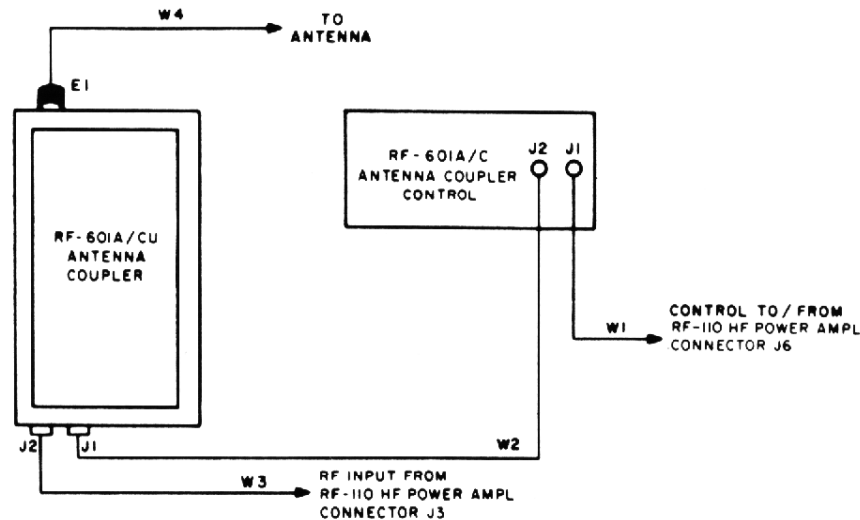 W4
TO
ANTENNA
E1
RF-601A/CU
ANTENNA
COUPLER
J2
J1
RF-601A/C
ANTENNA COUPLER
CONTROL
J2
J1
W1
CONTROL TO/FROM
RF-110 HF POWER AMPL
CONNECTOR J6
W2
W3
RF INPUT FROM
RF-110 HF POWER AMPL
CONNECTOR J3